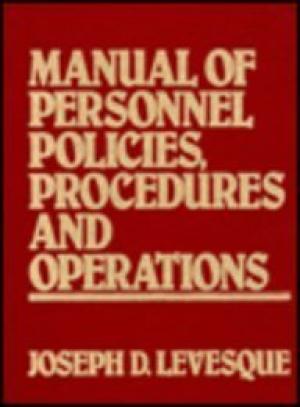 MANUAL OF
PERSONNEL
POLICIES,
PROCEDURES
AND
OPERATIONS
JOSEPH D. LEVESQUE